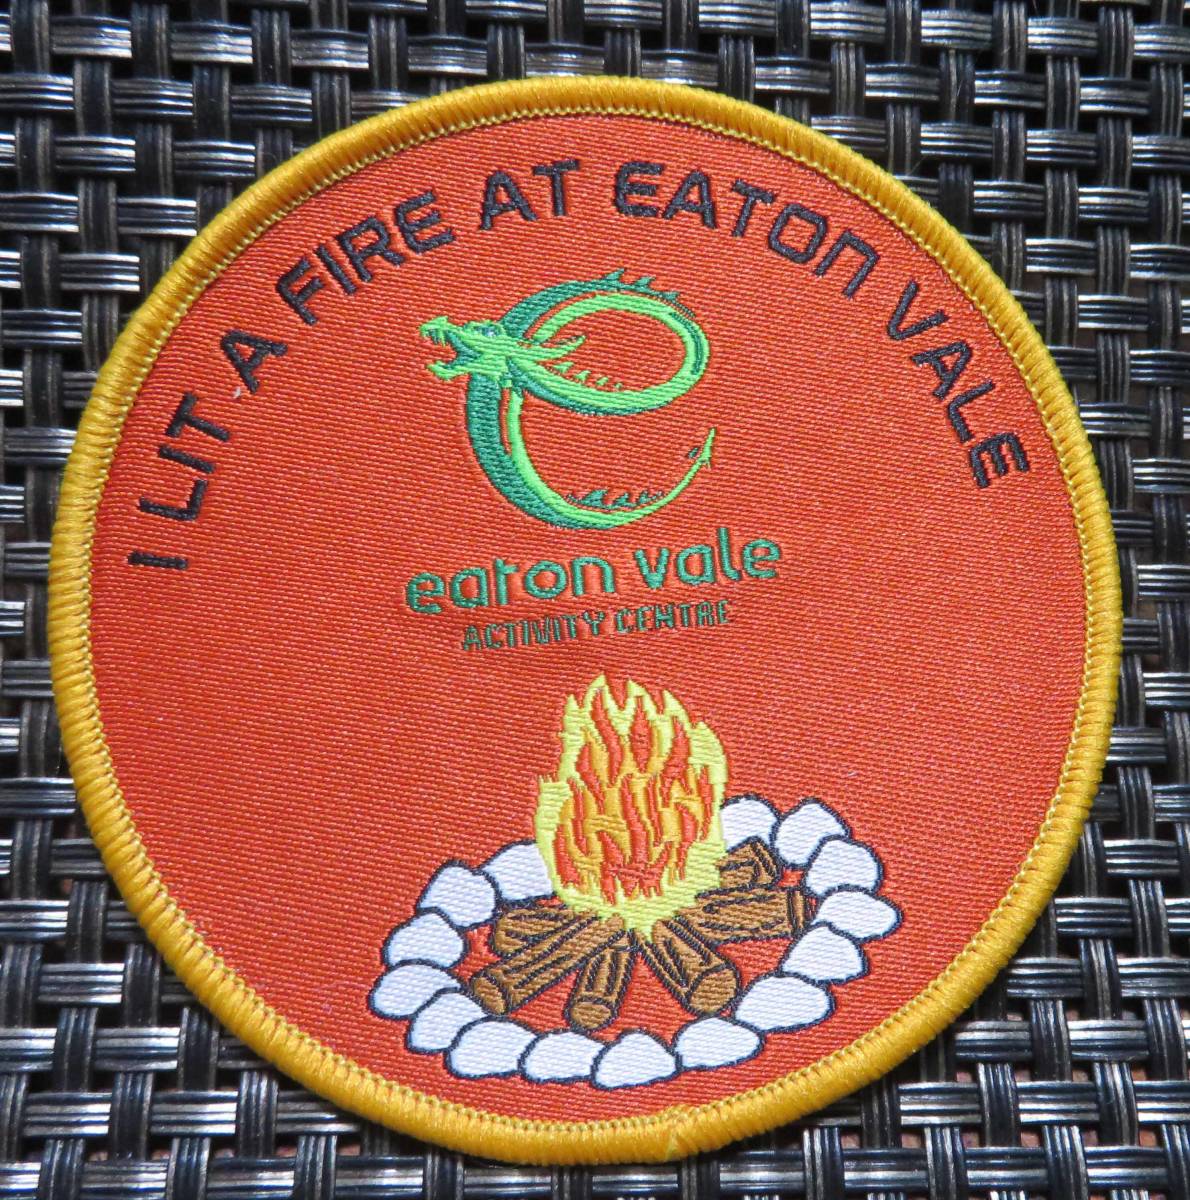 I LIT A FIRE AT EATON VALE
eaton vale
ACTIVITY CENTRE